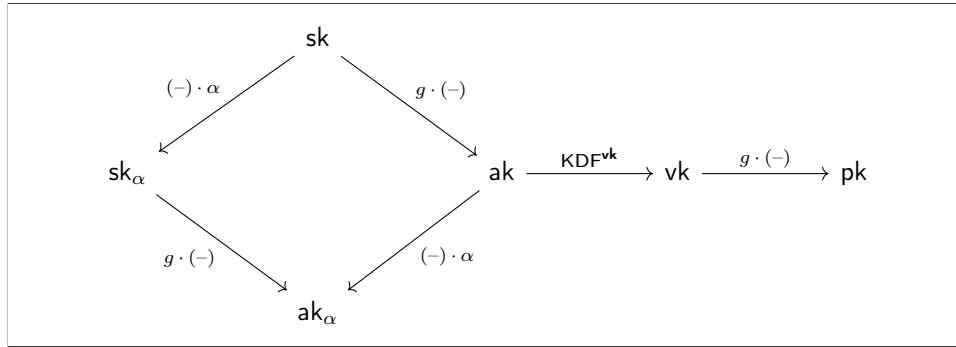 sk
(–) · α
g · (–)
sk_α
ak
KDF^vk
vk
g · (–)
pk
g · (–)
(–) · α
ak_α